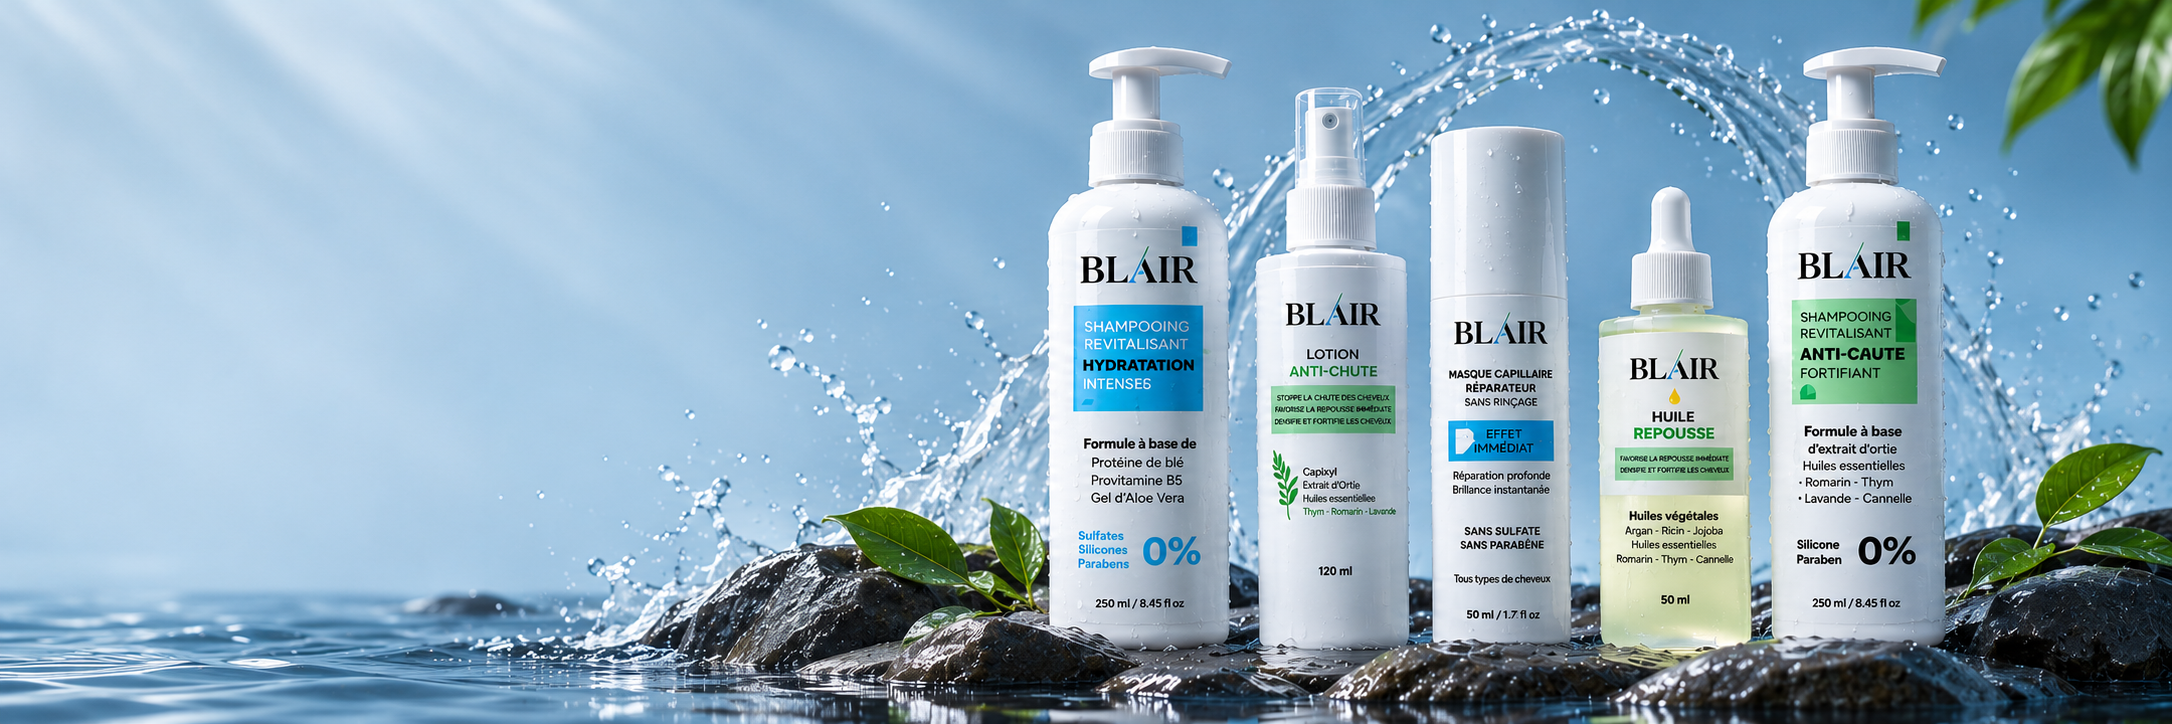 BLAIR
SHAMPOOING
REVITALISANT
HYDRATATION
INTENSES
Formule à base de
Protéine de blé
Provitamine B5
Gel d'Aloe Vera
Sulfates
Silicones
Parabens
0%
250 ml / 8.45 fl oz
BLAIR
LOTION
ANTI-CHUTE
STOPPE LA CHUTE DES CHEVEUX
FAVORISE LA REPOUSSE IMMÉDIATE
DENSIFIE ET FORTIFIE LES CHEVEUX
Capixyl
Extrait d'Ortie
Huiles essentiellee
Thym - Romarin - Lavande
120 ml
BLAIR
MASQUE CAPILLAIRE
RÉPARATEUR
SANS RINÇAGE
EFFET
IMMÉDIAT
Réparation profonde
Brillance instantanée
SANS SULFATE
SANS PARABÈNE
Tous types de cheveux
50 ml / 1.7 fl oz
BLAIR
HUILE
REPOUSSE
FAVORISE LA REPOUSSE IMMÉDIATE
DENSIFIE ET FORTIFIE LES CHEVEUX
Huiles végétales
Argan - Ricin - Jojoba
Huiles essentielles
Romarin - Thym - Cannelle
50 ml
BLAIR
SHAMPOOING
REVITALISANT
ANTI-CAUTE
FORTIFIANT
Formule à base
d'extrait d'ortie
Huiles essentielles
· Romarin - Thym
• Lavande - Cannelle
Silicone
Paraben
0%
250 ml / 8.45 fl oz